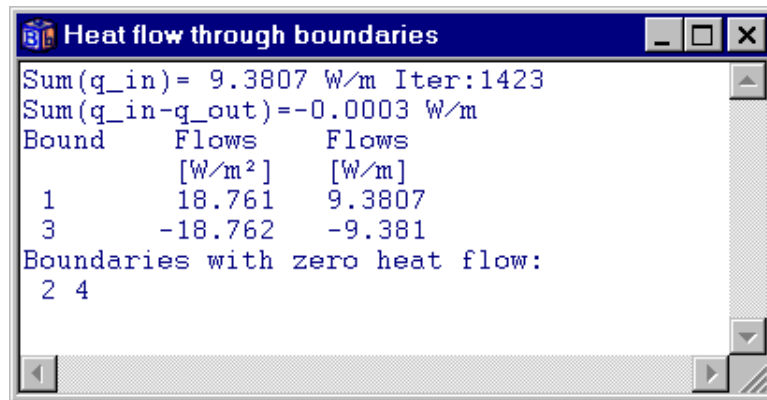 Heat flow through boundaries
Sum(q_in)= 9.3807 W/m Iter:1423
Sum(q_in-q_out)=-0.0003 W/m
Bound Flows Flows
[W/m²] [W/m]
1 18.761 9.3807
3 -18.762 -9.381
Boundaries with zero heat flow:
2 4